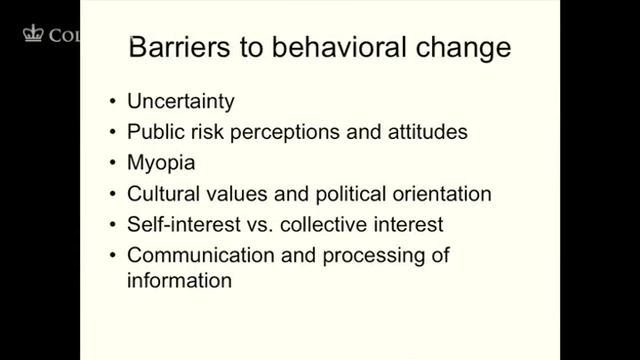 Barriers to behavioral change
• Uncertainty
• Public risk perceptions and attitudes
• Myopia
• Cultural values and political orientation
• Self-interest vs. collective interest
• Communication and processing of
information